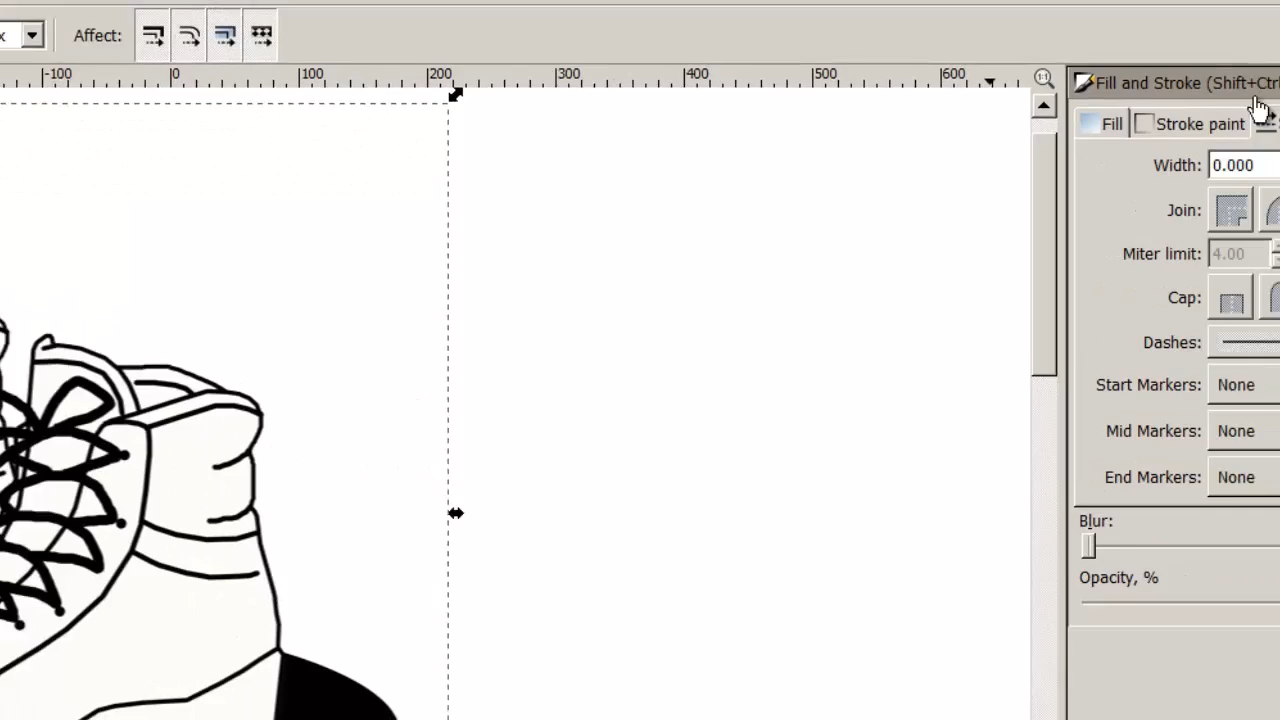 x Affect:
-100 0 100 200 300 400 500 600
1:1
Fill and Stroke (Shift+Ctrl
Fill Stroke paint
Width: 0.000
Join:
Miter limit: 4.00
Cap:
Dashes:
Start Markers: None
Mid Markers: None
End Markers: None
Blur:
Opacity, %